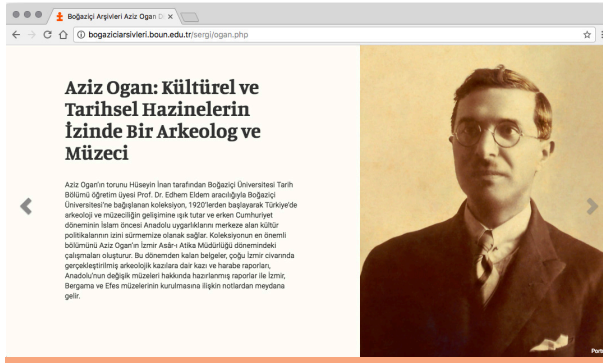 Boğaziçi Arşivleri Aziz Ogan
bogaziciarsivleri.boun.edu.tr/sergi/ogan.php
Aziz Ogan: Kültürel ve
Tarihsel Hazinelerin
İzinde Bir Arkeolog ve
Müzeci
Aziz Ogan'ın torunu Hüseyin İnan tarafından Boğaziçi Üniversitesi Tarih
Bölümü öğretim üyesi Prof. Dr. Edhem Eldem aracılığıyla Boğaziçi
Üniversitesi'ne bağışlanan koleksiyon, 1920'lerden başlayarak Türkiye'de
arkeoloji ve müzeciliğin gelişimine ışık tutar ve erken Cumhuriyet
döneminin İslam öncesi Anadolu uygarlıklarını merkeze alan kültür
politikalarının izini sürmemize olanak sağlar. Koleksiyonun en önemli
bölümünü Aziz Ogan'ın İzmir Asâr-ı Atika Müdürlüğü dönemindeki
çalışmaları oluşturur. Bu dönemden kalan belgeler, çoğu İzmir civarında
gerçekleştirilmiş arkeolojik kazılara dair kazı ve harabe raporları,
Anadolu'nun değişik müzeleri hakkında hazırlanmış raporlar ile İzmir,
Bergama ve Efes müzelerinin kurulmasına ilişkin notlardan meydana
gelir.